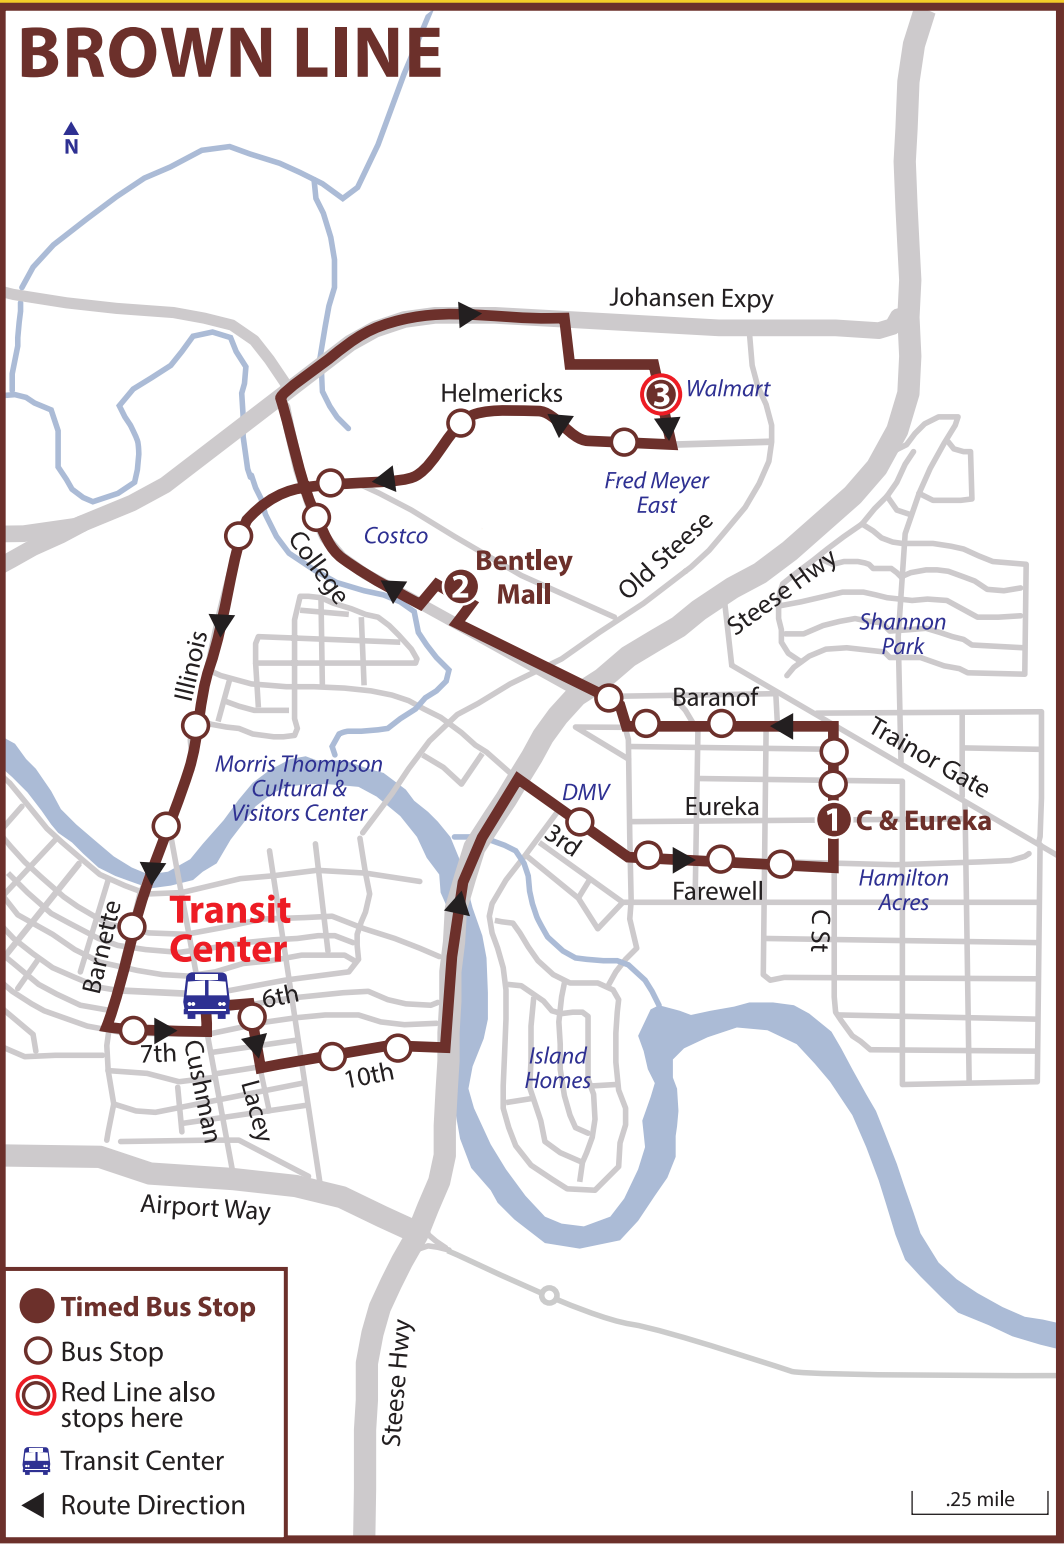 BROWN LINE
N
Johansen Expy
Helmericks
3
Walmart
Fred Meyer
East
Costco
College
Bentley
Mall
2
Old Steese
Steese Hwy
Shannon
Park
Illinois
Baranof
Trainor Gate
Morris Thompson
Cultural &
Visitors Center
DMV
3rd
Eureka
1
C & Eureka
Farewell
Hamilton
Acres
C St
Barnette
Transit
Center
6th
7th
Cushman
Lacey
10th
Island
Homes
Airport Way
Steese Hwy
Timed Bus Stop
Bus Stop
Red Line also
stops here
Transit Center
Route Direction
.25 mile